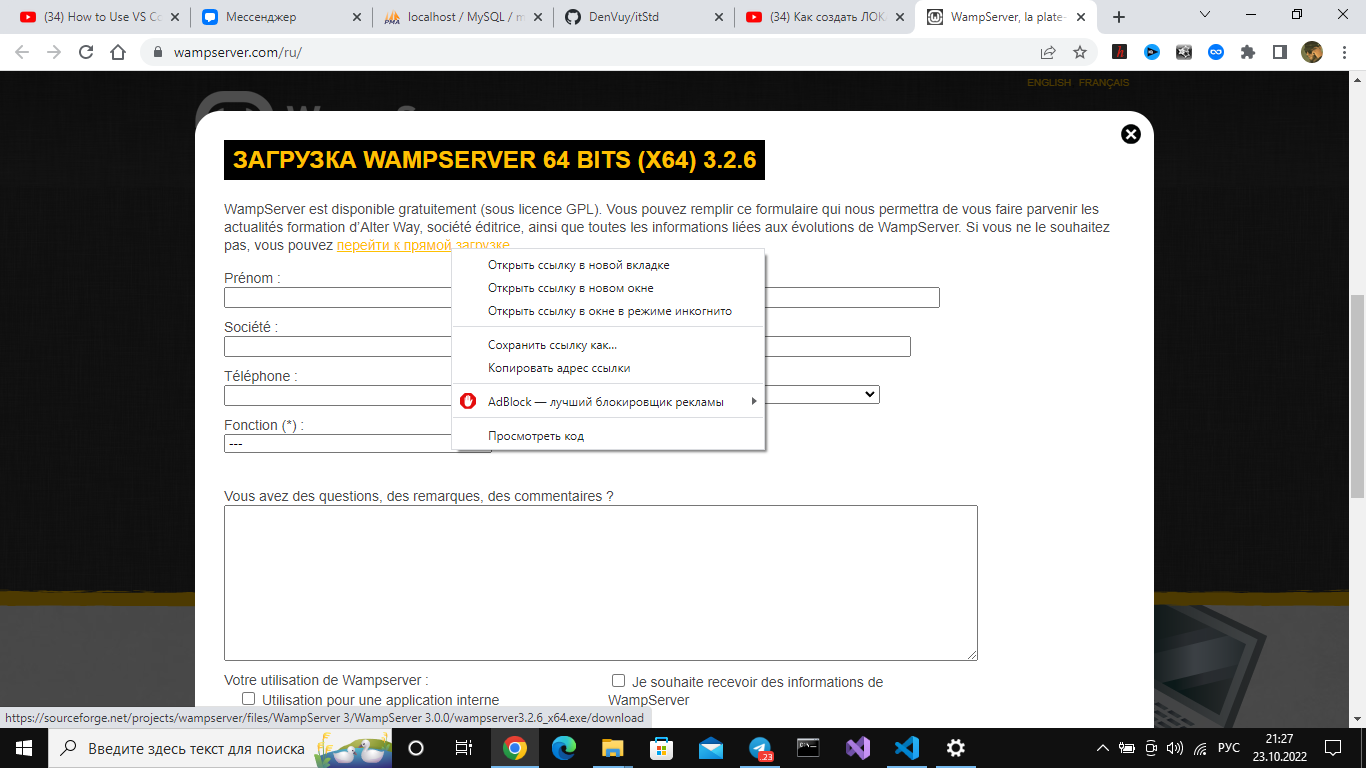 (34) How to Use VS Co
Мессенджер
localhost / MySQL / m
DenVuy/itStd
(34) Как создать ЛОК
WampServer, la plate-
wampserver.com/ru/
ENGLISH FRANÇAIS
ЗАГРУЗКА WAMPSERVER 64 BITS (X64) 3.2.6
WampServer est disponible gratuitement (sous licence GPL). Vous pouvez remplir ce formulaire qui nous permettra de vous faire parvenir les
actualités formation d'Alter Way, société éditrice, ainsi que toutes les informations liées aux évolutions de WampServer. Si vous ne le souhaitez
pas, vous pouvez перейти к прямой загрузке
Prénom :
Société :
Téléphone :
Fonction (*) :
---
Открыть ссылку в новой вкладке
Открыть ссылку в новом окне
Открыть ссылку в окне в режиме инкогнито
Сохранить ссылку как...
Копировать адрес ссылки
AdBlock — лучший блокировщик рекламы
Просмотреть код
Vous avez des questions, des remarques, des commentaires ?
Votre utilisation de Wampserver :
Utilisation pour une application interne
Je souhaite recevoir des informations de
WampServer
https://sourceforge.net/projects/wampserver/files/WampServer 3/WampServer 3.0.0/wampserver3.2.6_x64.exe/download
Введите здесь текст для поиска
23
РУС
21:27
23.10.2022